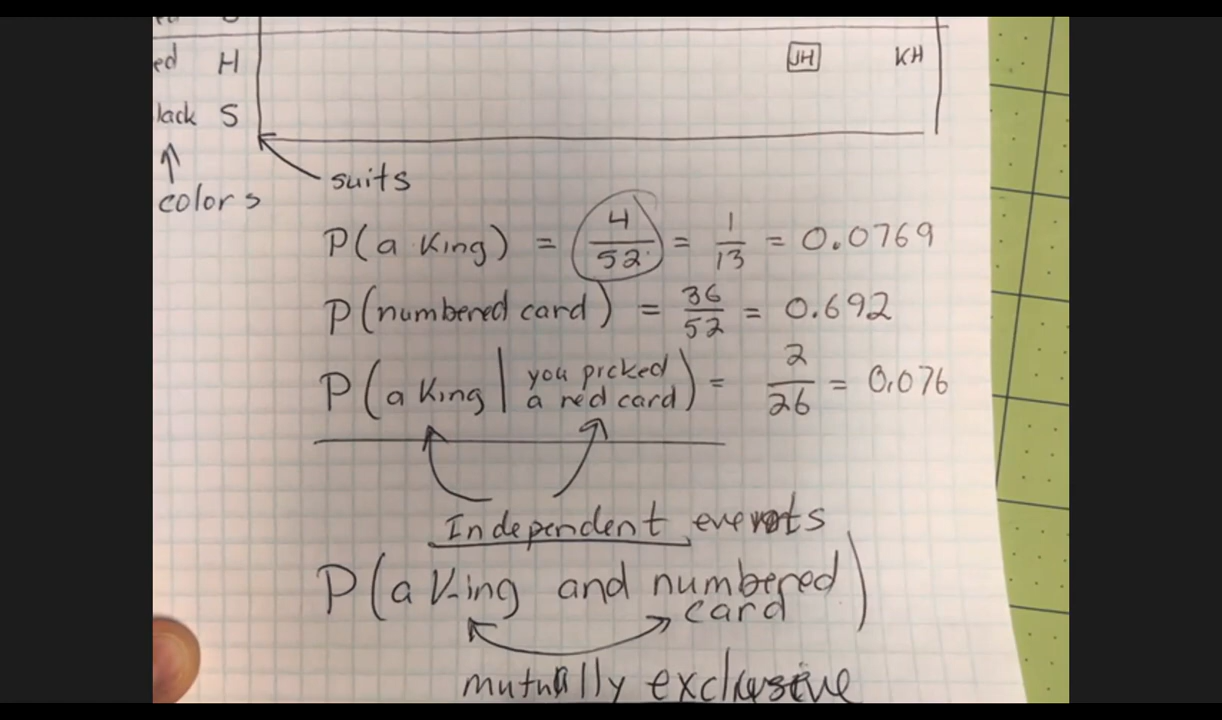 ed H
JH KH
lack S
suits
colors
P(a King) = 4/52 = 1/13 = 0.0769
P(numbered card) = 36/52 = 0.692
P(a King | you picked a red card) = 2/26 = 0.076
Independent events
P(a King and numbered card)
mutually exclusive